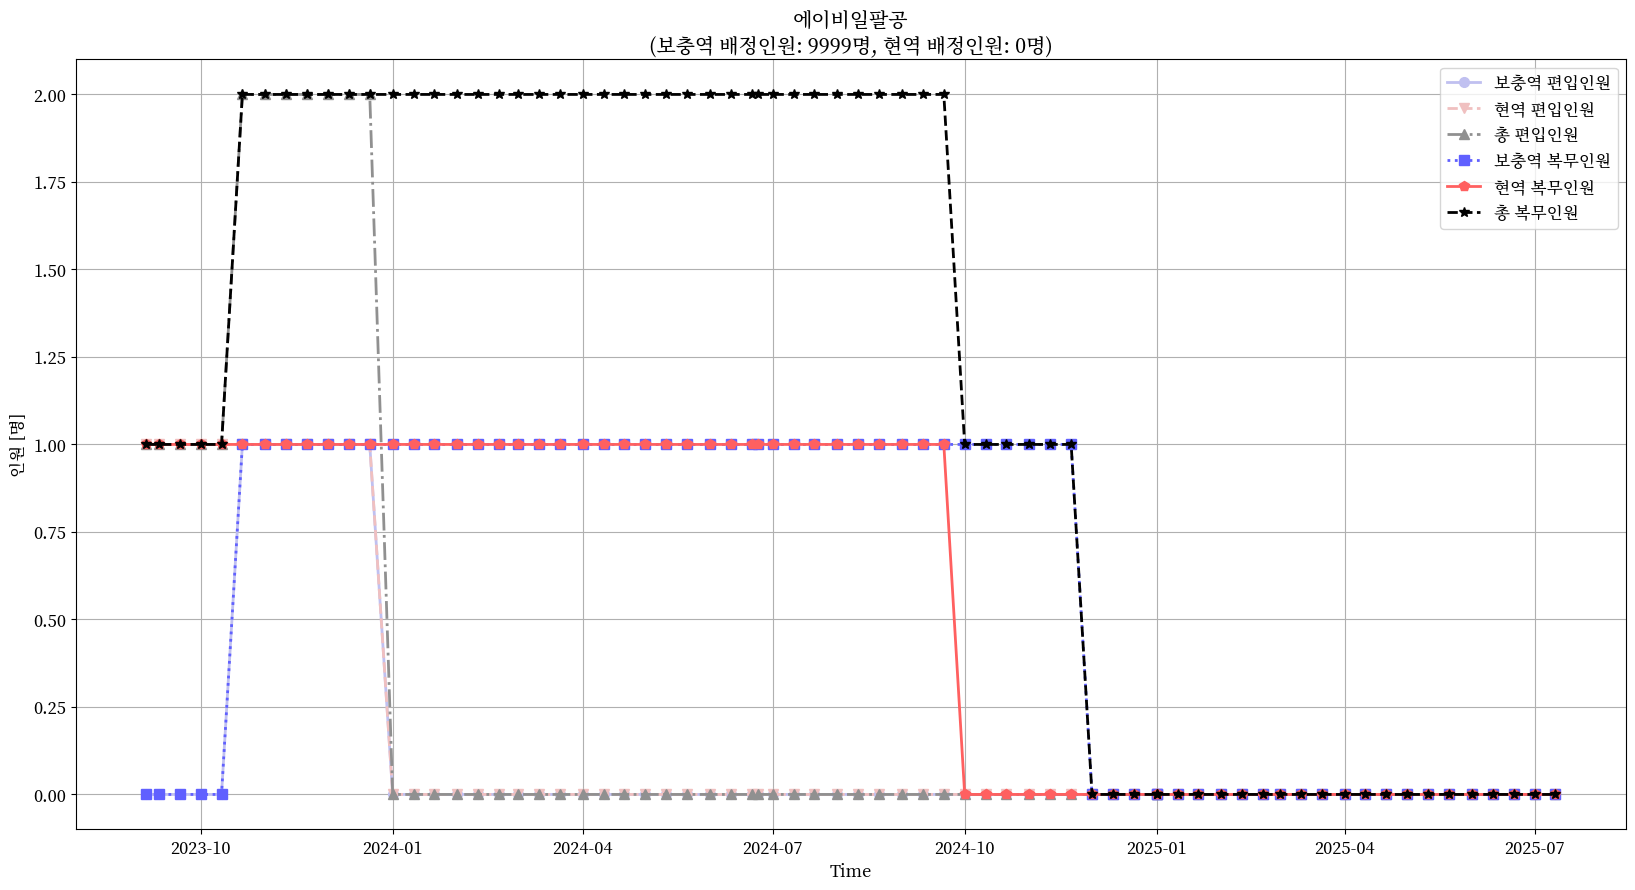 에이비일팔공
(보충역 배정인원: 9999명, 현역 배정인원: 0명)
보충역 편입인원
현역 편입인원
총 편입인원
보충역 복무인원
현역 복무인원
총 복무인원
인원 [명]
2.00
1.75
1.50
1.25
1.00
0.75
0.50
0.25
0.00
2023-10
2024-01
2024-04
2024-07
2024-10
2025-01
2025-04
2025-07
Time